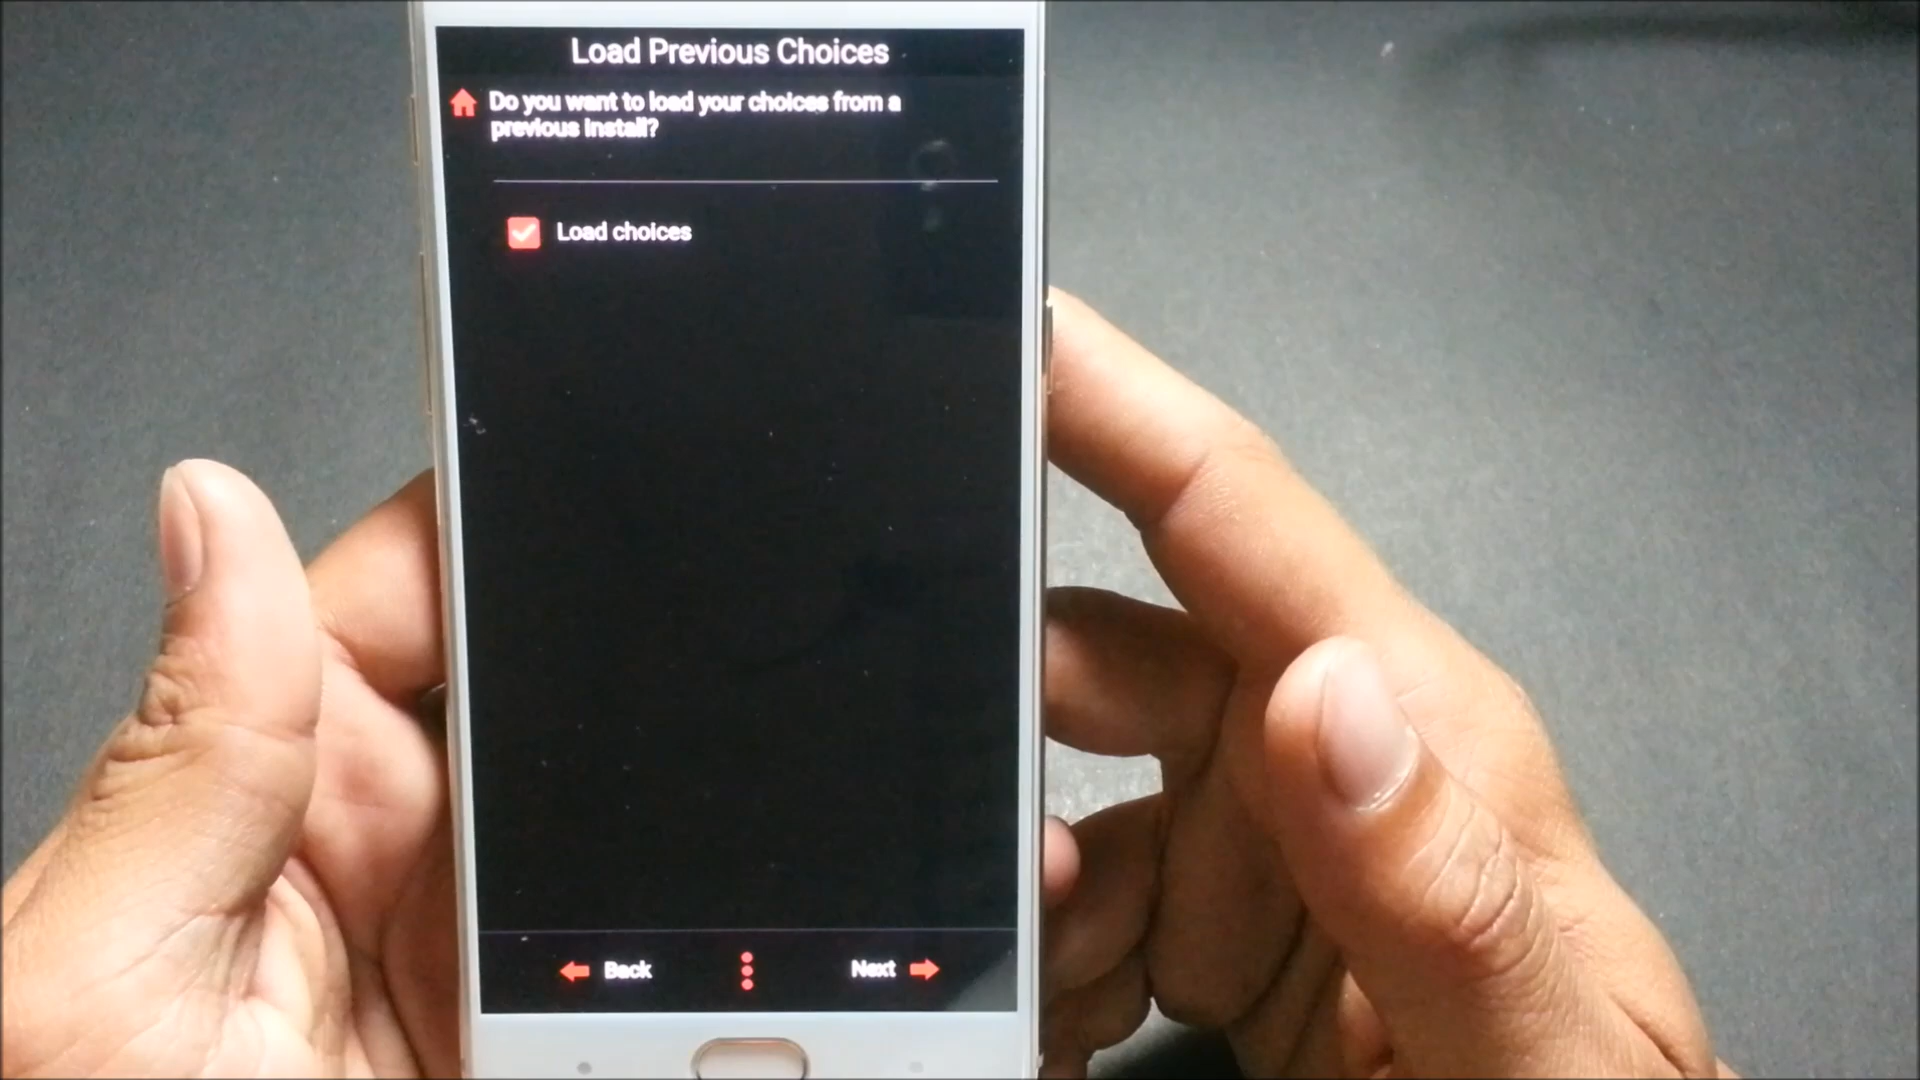 Load Previous Choices
Do you want to load your choices from a
previous install?
Load choices
Back
Next